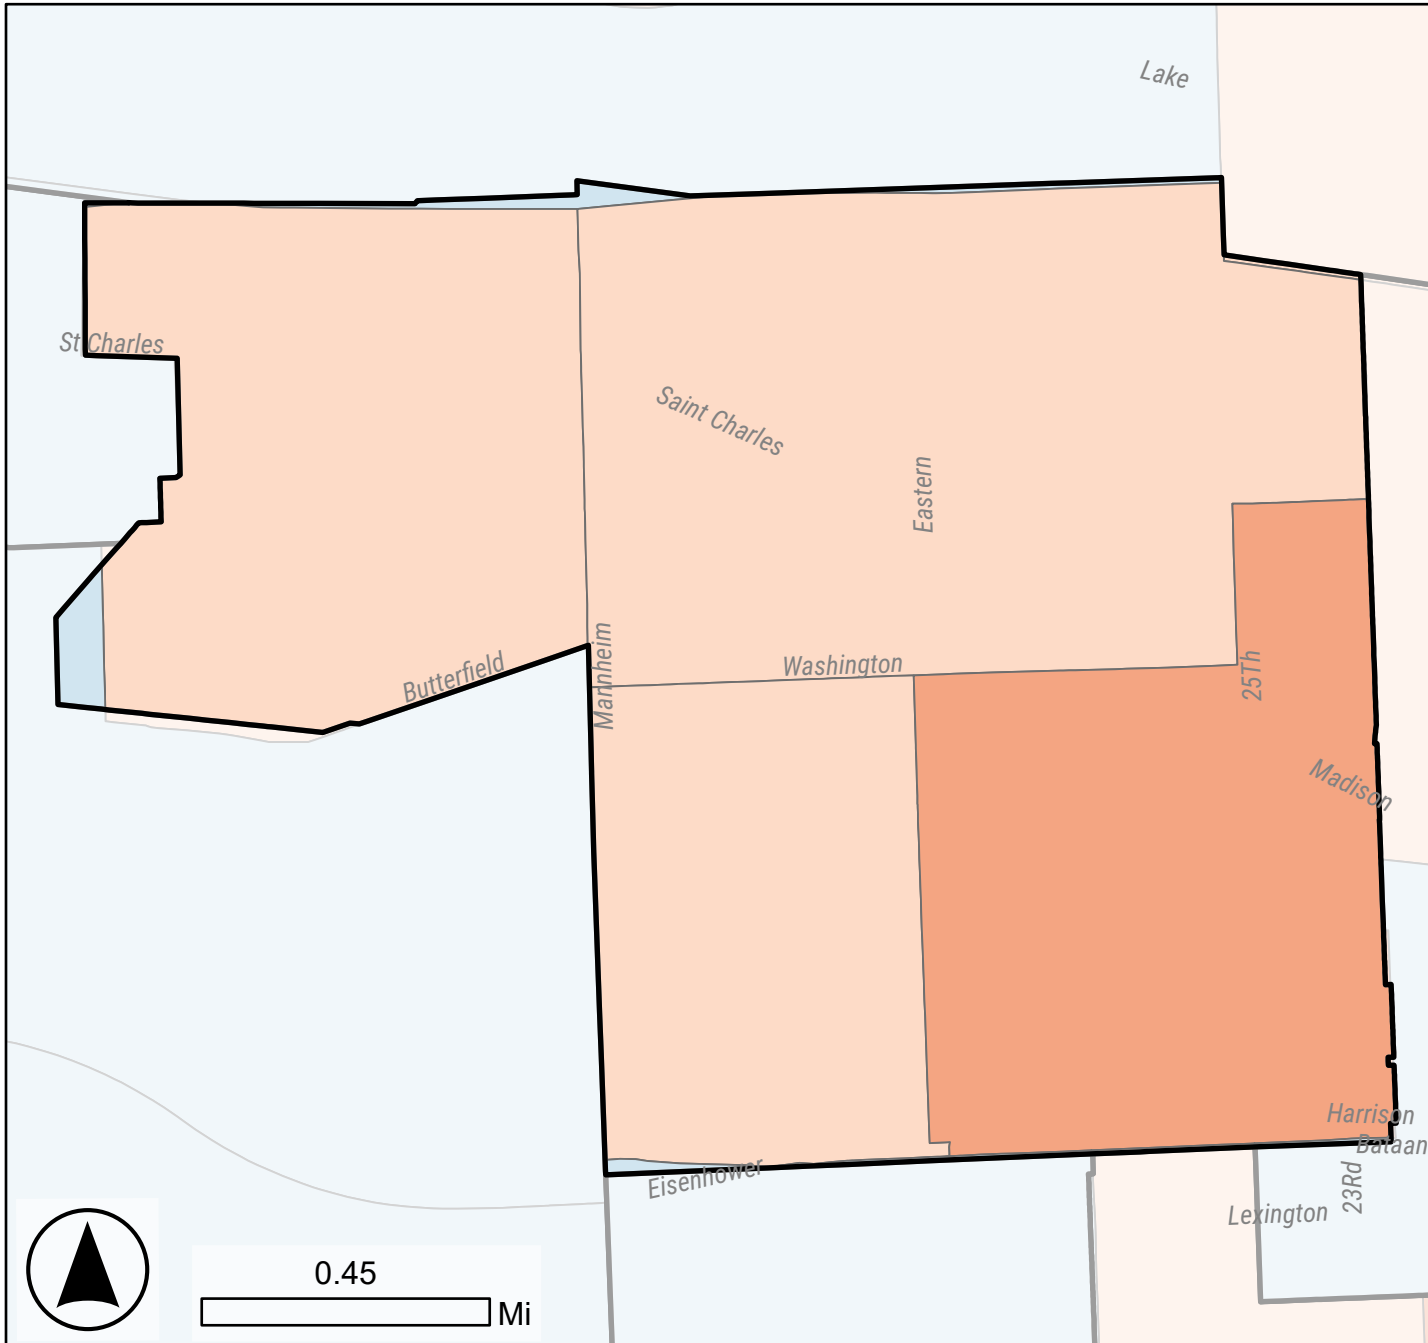 Lake
St Charles
Saint Charles
Eastern
Washington
Butterfield
Mannheim
25Th
Madison
Harrison
Bataan
Eisenhower
23Rd
Lexington
0.45
Mi